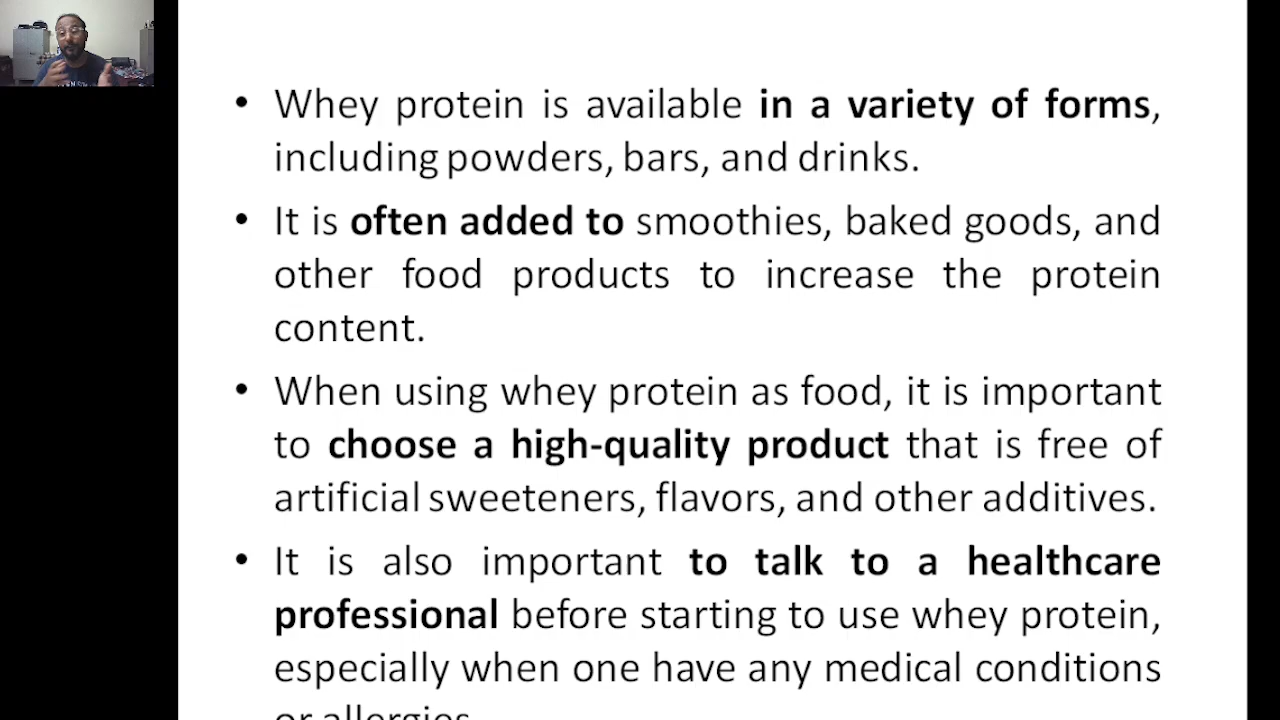 • Whey protein is available in a variety of forms,
including powders, bars, and drinks.
• It is often added to smoothies, baked goods, and
other food products to increase the protein
content.
• When using whey protein as food, it is important
to choose a high-quality product that is free of
artificial sweeteners, flavors, and other additives.
• It is also important to talk to a healthcare
professional before starting to use whey protein,
especially when one have any medical conditions
or allergies.